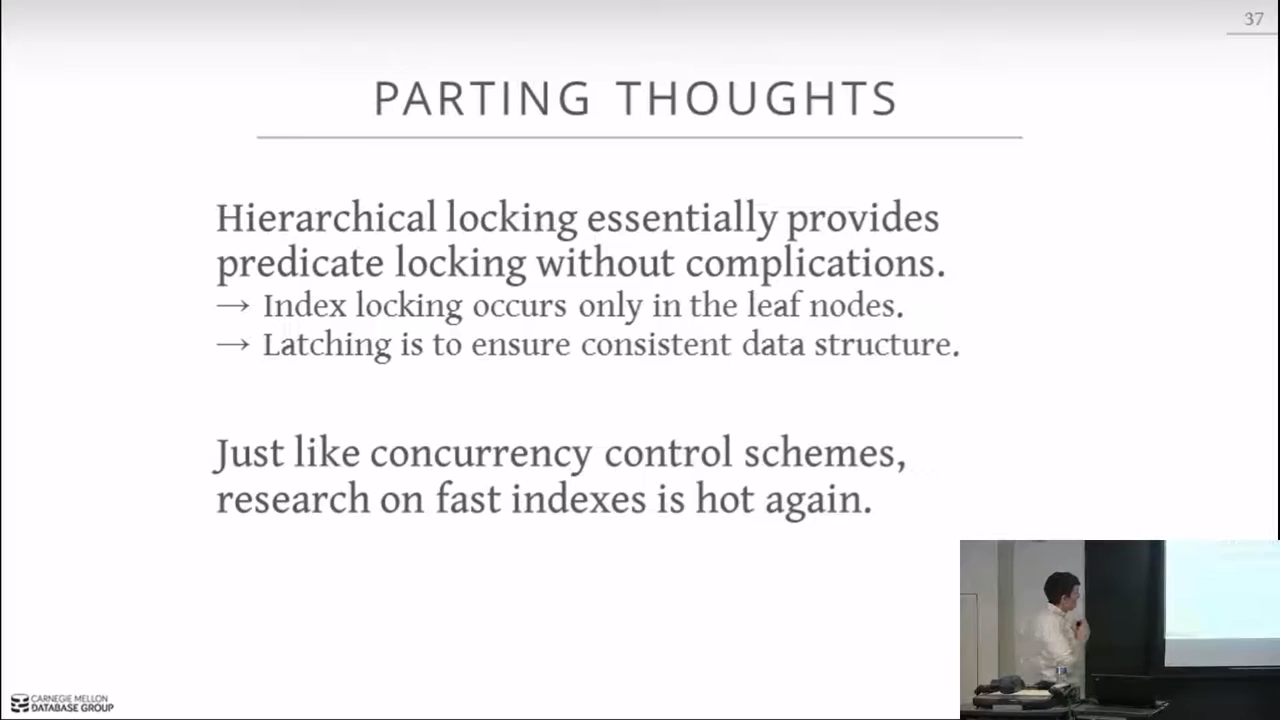 37
PARTING THOUGHTS
Hierarchical locking essentially provides
predicate locking without complications.
→ Index locking occurs only in the leaf nodes.
→ Latching is to ensure consistent data structure.
Just like concurrency control schemes,
research on fast indexes is hot again.
CARNEGIE MELLON
DATABASE GROUP